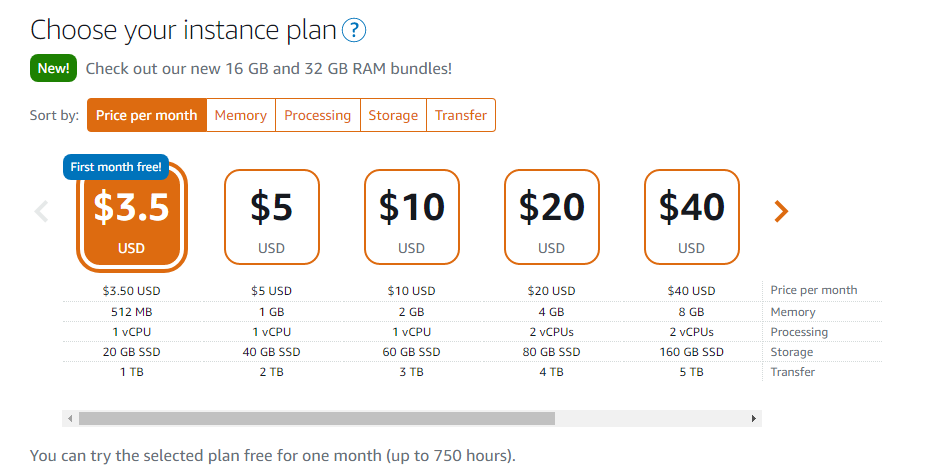 Choose your instance plan ?
New! Check out our new 16 GB and 32 GB RAM bundles!
Sort by: Price per month Memory Processing Storage Transfer
First month free!
$3.5 $5 $10 $20 $40
USD USD USD USD USD
$3.50 USD $5 USD $10 USD $20 USD $40 USD Price per month
512 MB 1 GB 2 GB 4 GB 8 GB Memory
1 vCPU 1 vCPU 1 vCPU 2 vCPUs 2 vCPUs Processing
20 GB SSD 40 GB SSD 60 GB SSD 80 GB SSD 160 GB SSD Storage
1 TB 2 TB 3 TB 4 TB 5 TB Transfer
You can try the selected plan free for one month (up to 750 hours).